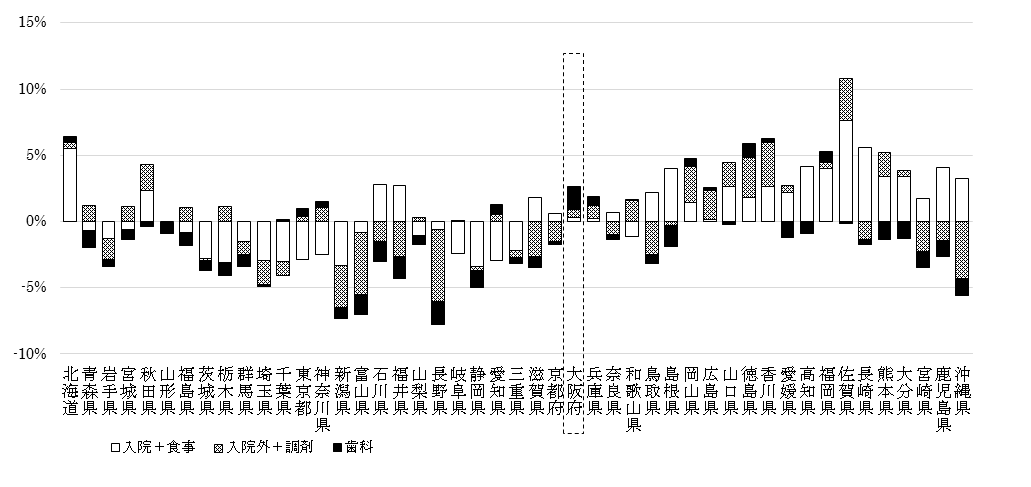 15%
10%
5%
0%
-5%
-10%
北海道
青森県
岩手県
宮城県
秋田県
山形県
福島県
茨城県
栃木県
群馬県
埼玉県
千葉県
東京都
神奈川県
新潟県
富山県
石川県
福井県
山梨県
長野県
岐阜県
静岡県
愛知県
三重県
滋賀県
京都府
大阪府
兵庫県
奈良県
和歌山県
鳥取県
島根県
岡山県
広島県
山口県
徳島県
香川県
愛媛県
高知県
福岡県
佐賀県
長崎県
熊本県
大分県
宮崎県
鹿児島県
沖縄県
入院＋食事
入院外＋調剤
歯科